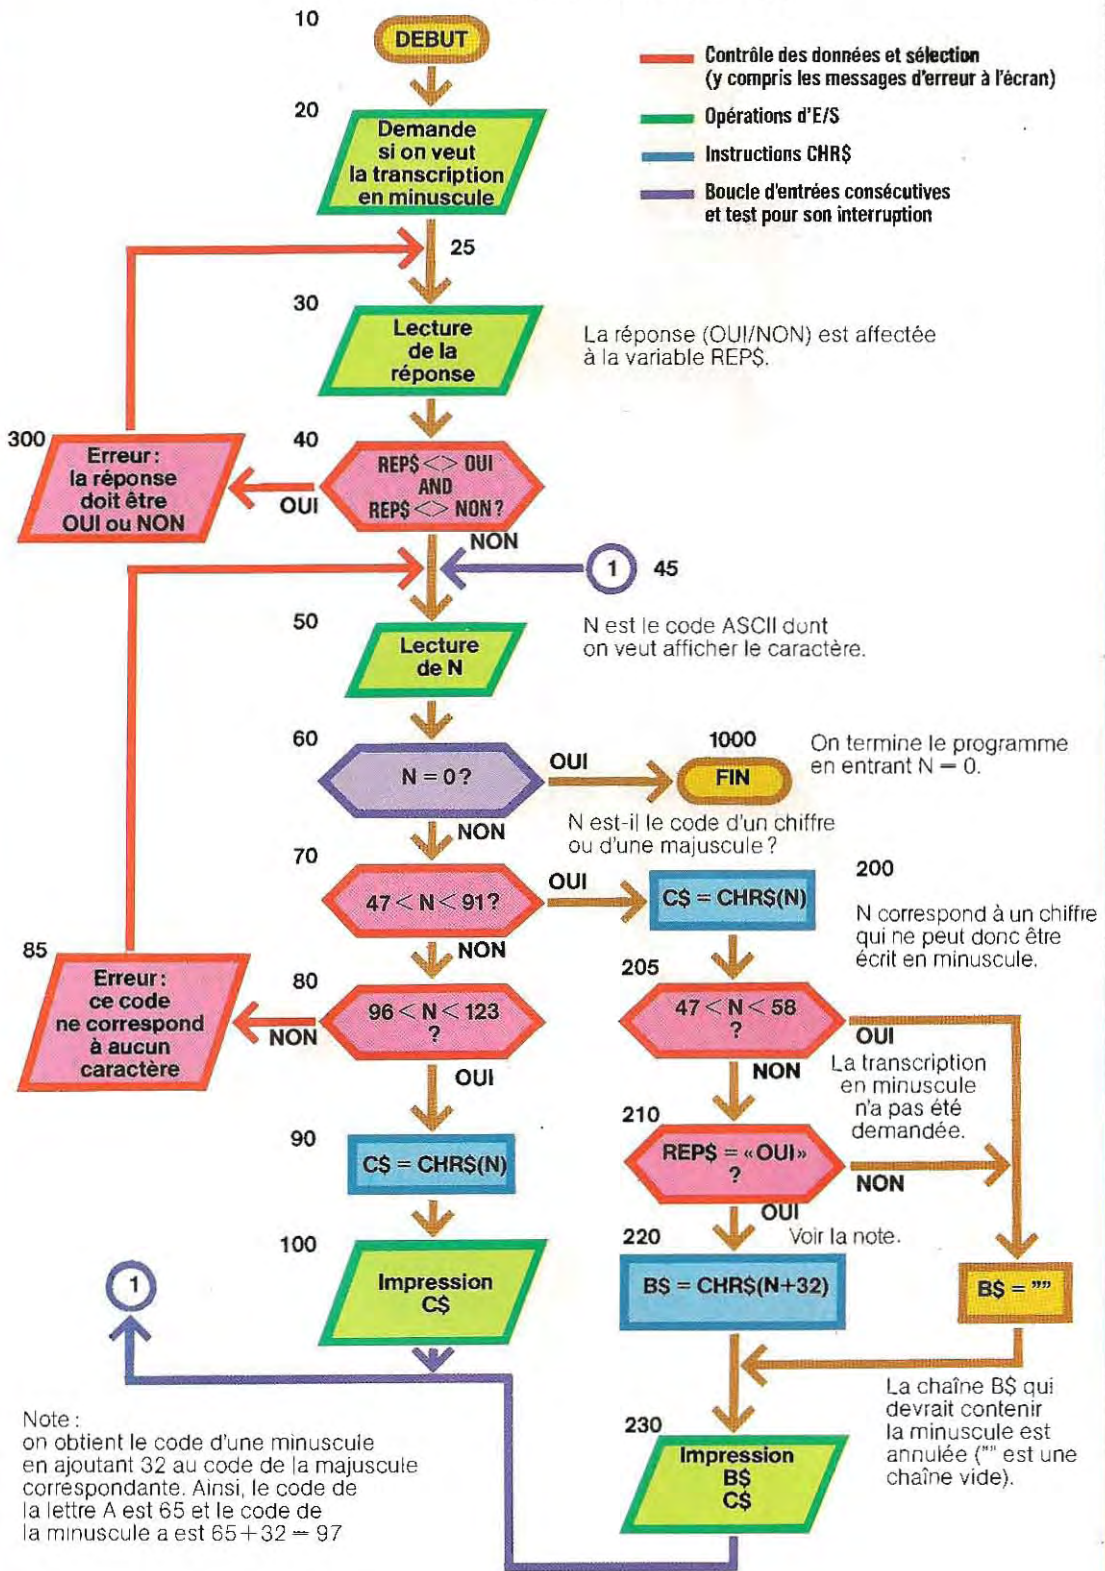 10
DEBUT
Contrôle des données et sélection
(y compris les messages d'erreur à l'écran)
Opérations d'E/S
Instructions CHR$
Boucle d'entrées consécutives
et test pour son interruption
20
Demande
si on veut
la transcription
en minuscule
25
30
Lecture
de la
réponse
La réponse (OUI/NON) est affectée
à la variable REP$.
300
Erreur :
la réponse
doit être
OUI ou NON
OUI
40
REP$ <> OUI
AND
REP$ <> NON ?
NON
1
45
50
Lecture
de N
N est le code ASCII dont
on veut afficher le caractère.
60
N = 0 ?
OUI
1000
FIN
On termine le programme
en entrant N = 0.
NON
N est-il le code d'un chiffre
ou d'une majuscule ?
70
47 < N < 91 ?
OUI
C$ = CHR$(N)
200
N correspond à un chiffre
qui ne peut donc être
écrit en minuscule.
NON
85
Erreur :
ce code
ne correspond
à aucun
caractère
NON
80
96 < N < 123
?
OUI
205
47 < N < 58
?
OUI
NON
La transcription
en minuscule
n'a pas été
demandée.
210
REP$ = «OUI»
?
NON
OUI
Voir la note.
90
C$ = CHR$(N)
100
Impression
C$
220
B$ = CHR$(N+32)
B$ = ""
1
La chaîne B$ qui
devrait contenir
la minuscule est
annulée ("" est une
chaîne vide).
230
Impression
B$
C$
Note :
on obtient le code d'une minuscule
en ajoutant 32 au code de la majuscule
correspondante. Ainsi, le code de
la lettre A est 65 et le code de
la minuscule a est 65+32 = 97